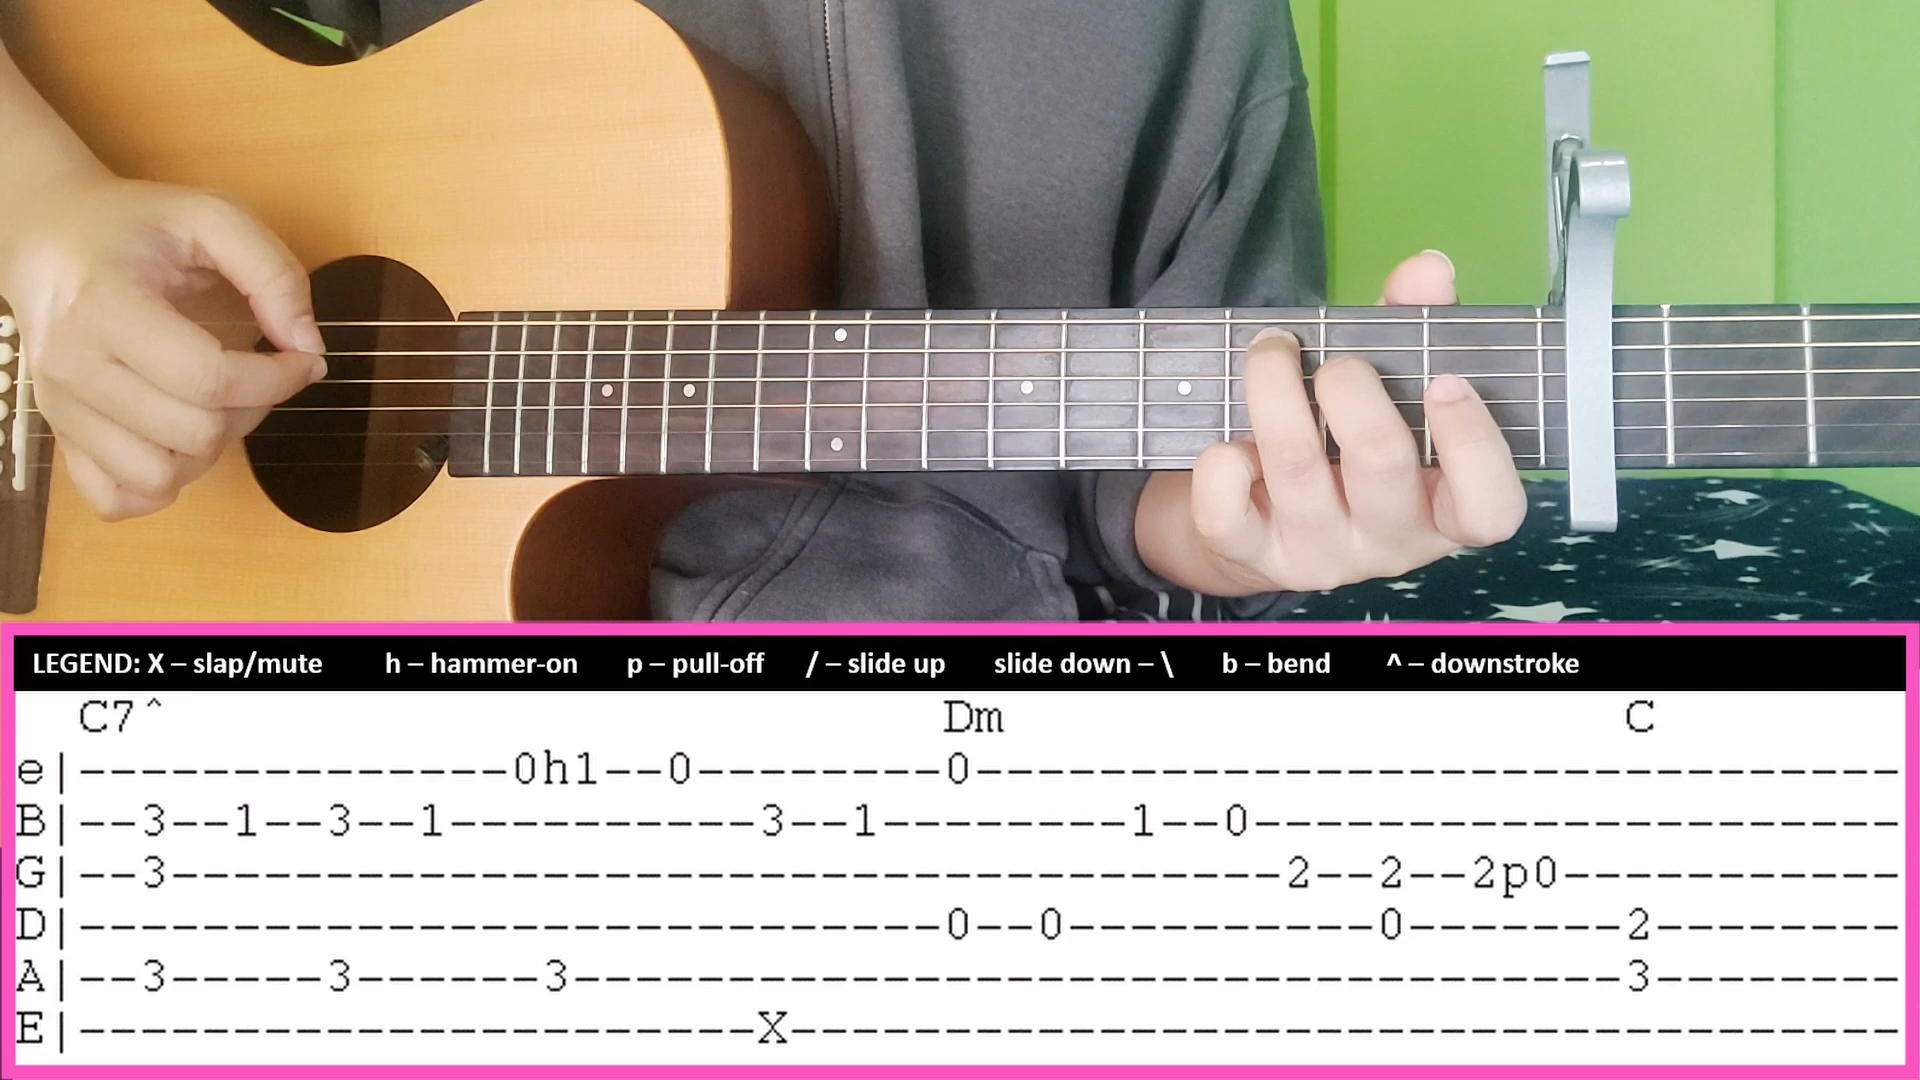 LEGEND: X – slap/mute h – hammer-on p – pull-off / – slide up slide down – \ b – bend ^ – downstroke
C7^ Dm C
e|--------------0h1--0--------0------------------------------
B|--3--1--3--1----------3--1--------1--0---------------------
G|--3------------------------------------2--2--2p0-----------
D|----------------------------0--0----------0-------2--------
A|--3-----3------3----------------------------------3--------
E|----------------------X------------------------------------